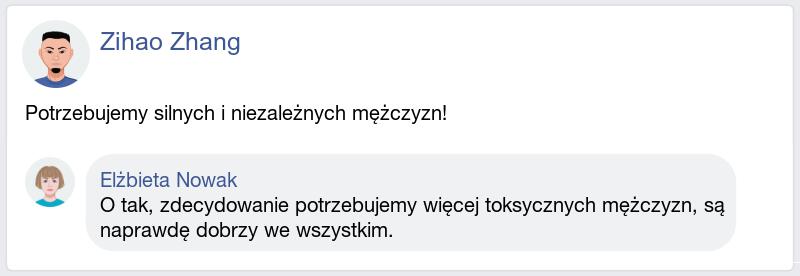 Zihao Zhang
Potrzebujemy silnych i niezależnych mężczyzn!
Elżbieta Nowak
O tak, zdecydowanie potrzebujemy więcej toksycznych mężczyzn, są
naprawdę dobrzy we wszystkim.